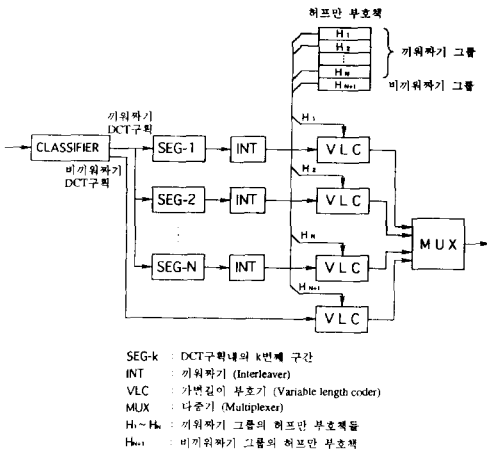 허프만 부호책
H₁
H₂
⋮
H_N
H_{N+1}
끼워짜기 그룹
비끼워짜기 그룹
끼워짜기
DCT구획
CLASSIFIER
비끼워짜기
DCT구획
SEG-1
INT
H₁
VLC
SEG-2
INT
H₂
VLC
⋮
SEG-N
INT
H_N
VLC
H_{N+1}
VLC
MUX
SEG-k : DCT구획내의 k번째 구간
INT : 끼워짜기 (Interleaver)
VLC : 가변길이 부호기 (Variable length coder)
MUX : 다중기 (Multiplexer)
H₁~H_N : 끼워짜기 그룹의 허프만 부호책들
H_{N+1} : 비끼워짜기 그룹의 허프만 부호책